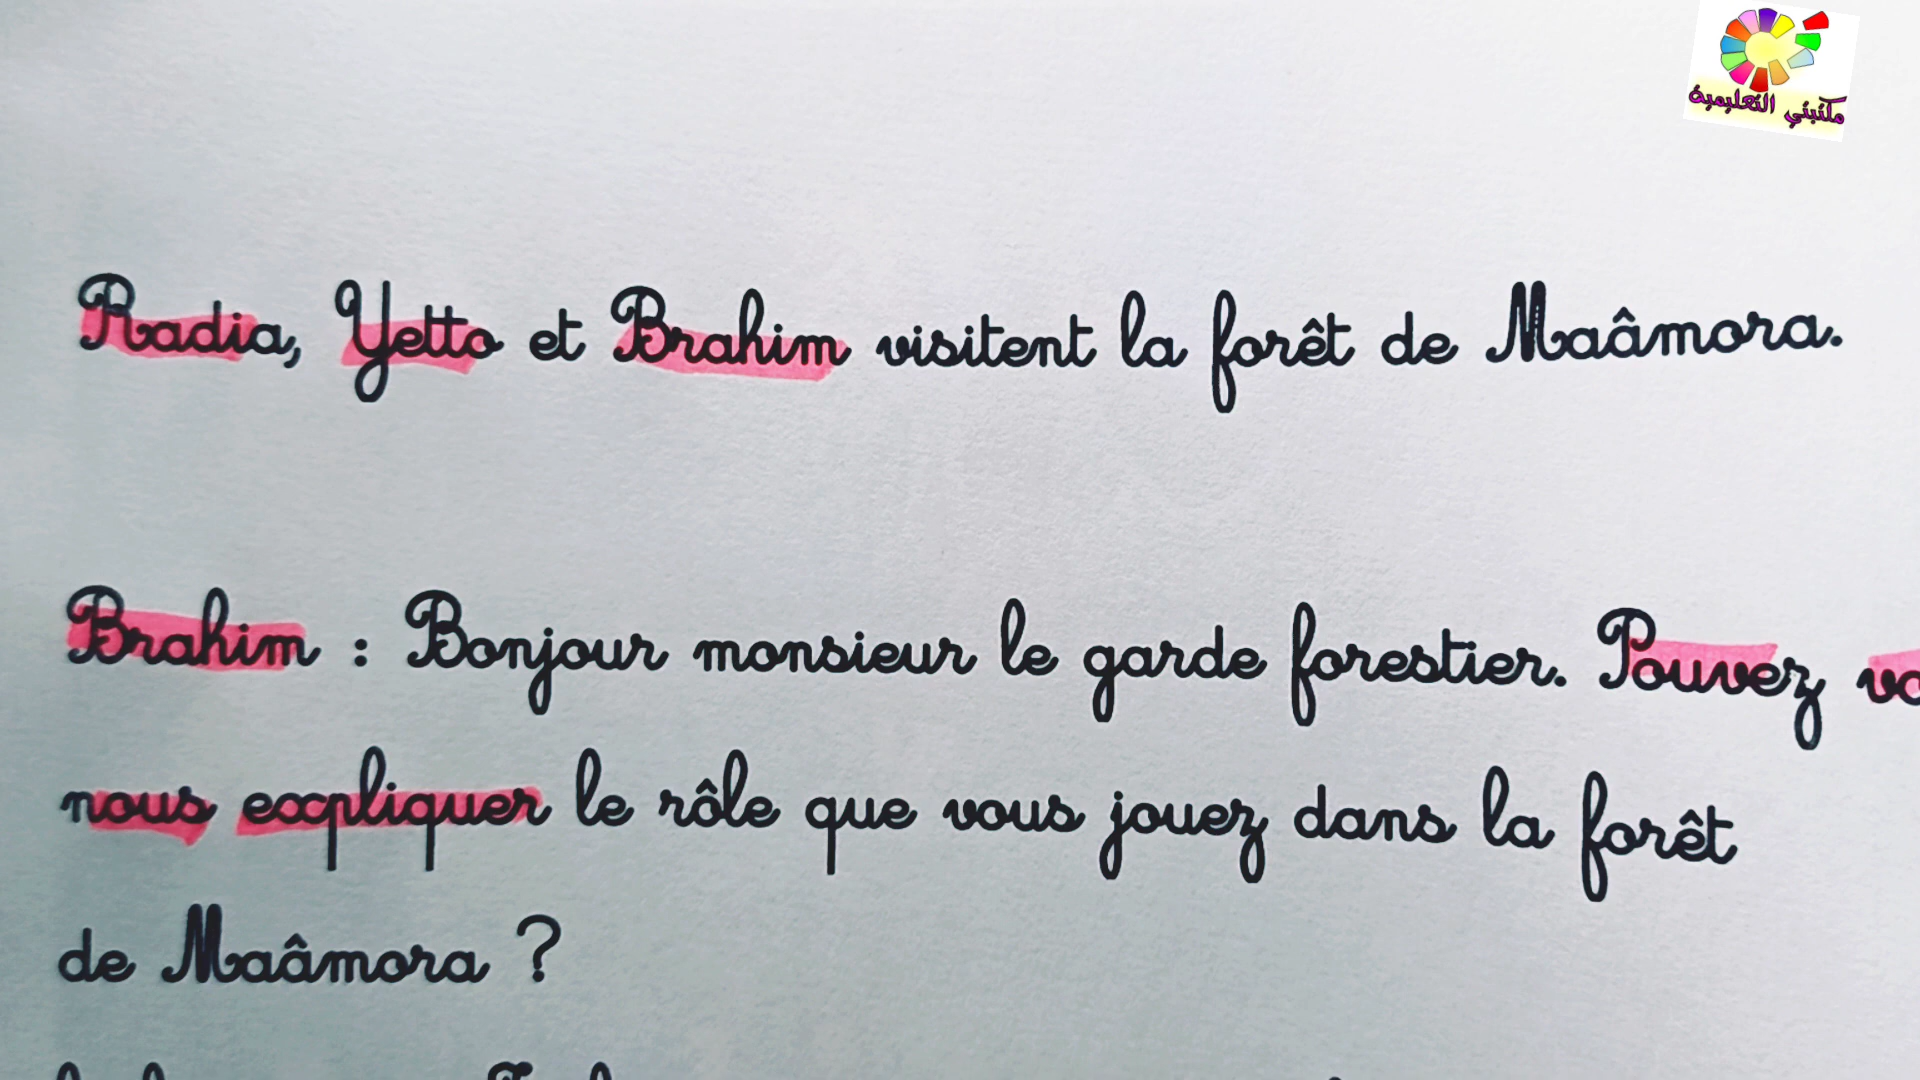 مكتبتي التعليمية
Radia, Yetto et Brahim visitent la forêt de Maâmora.
Brahim : Bonjour monsieur le garde forestier. Pouvez
nous expliquer le rôle que vous jouez dans la forêt
de Maâmora ?